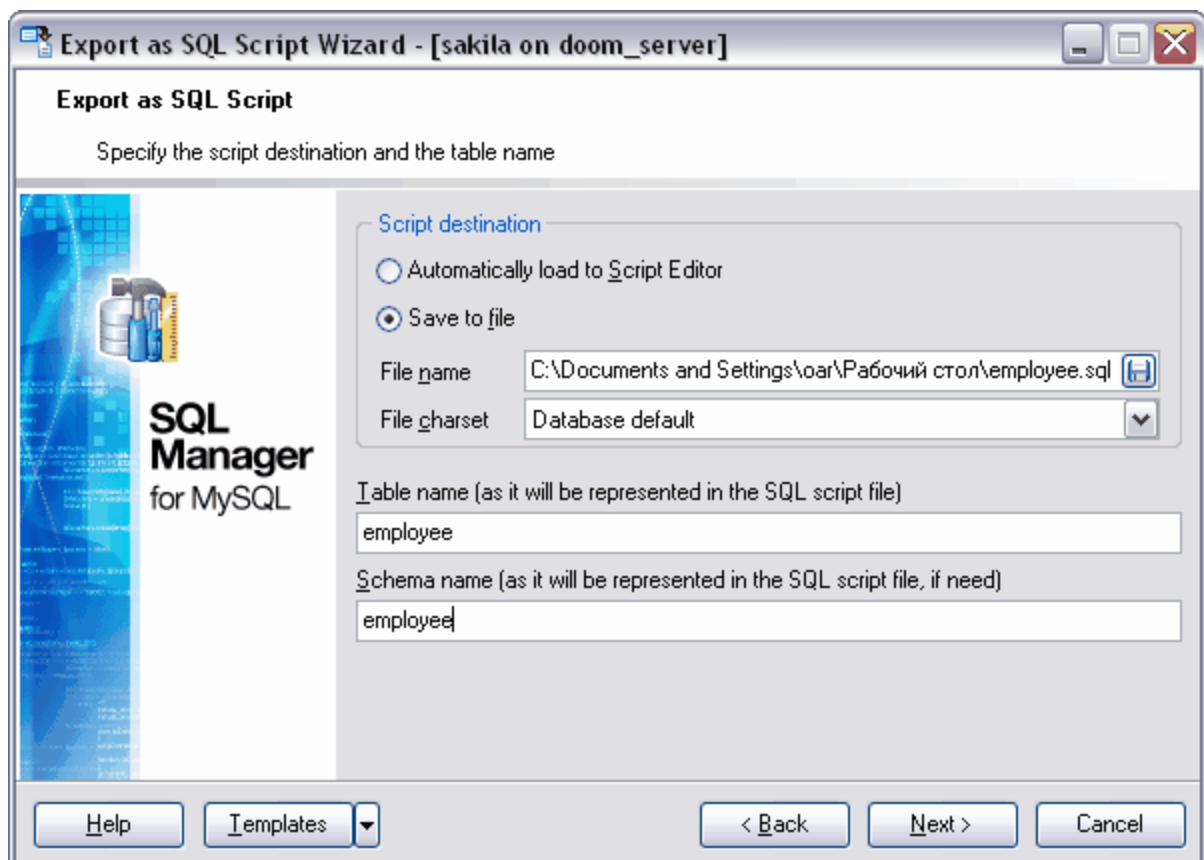 Export as SQL Script Wizard - [sakila on doom_server]
Export as SQL Script
Specify the script destination and the table name
SQL
Manager
for MySQL
Script destination
Automatically load to Script Editor
Save to file
File name
C:\Documents and Settings\oar\Рабочий стол\employee.sql
File charset
Database default
Table name (as it will be represented in the SQL script file)
employee
Schema name (as it will be represented in the SQL script file, if need)
employee
Help
Templates
< Back
Next >
Cancel